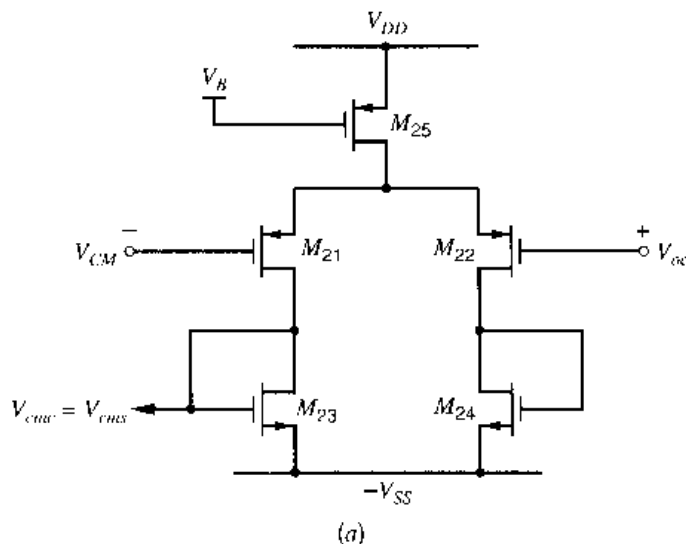 V_DD
V_B
M_25
− +
V_CM M_21 M_22 V_oc
V_cmc = V_cms M_23 M_24
−V_SS
(a)